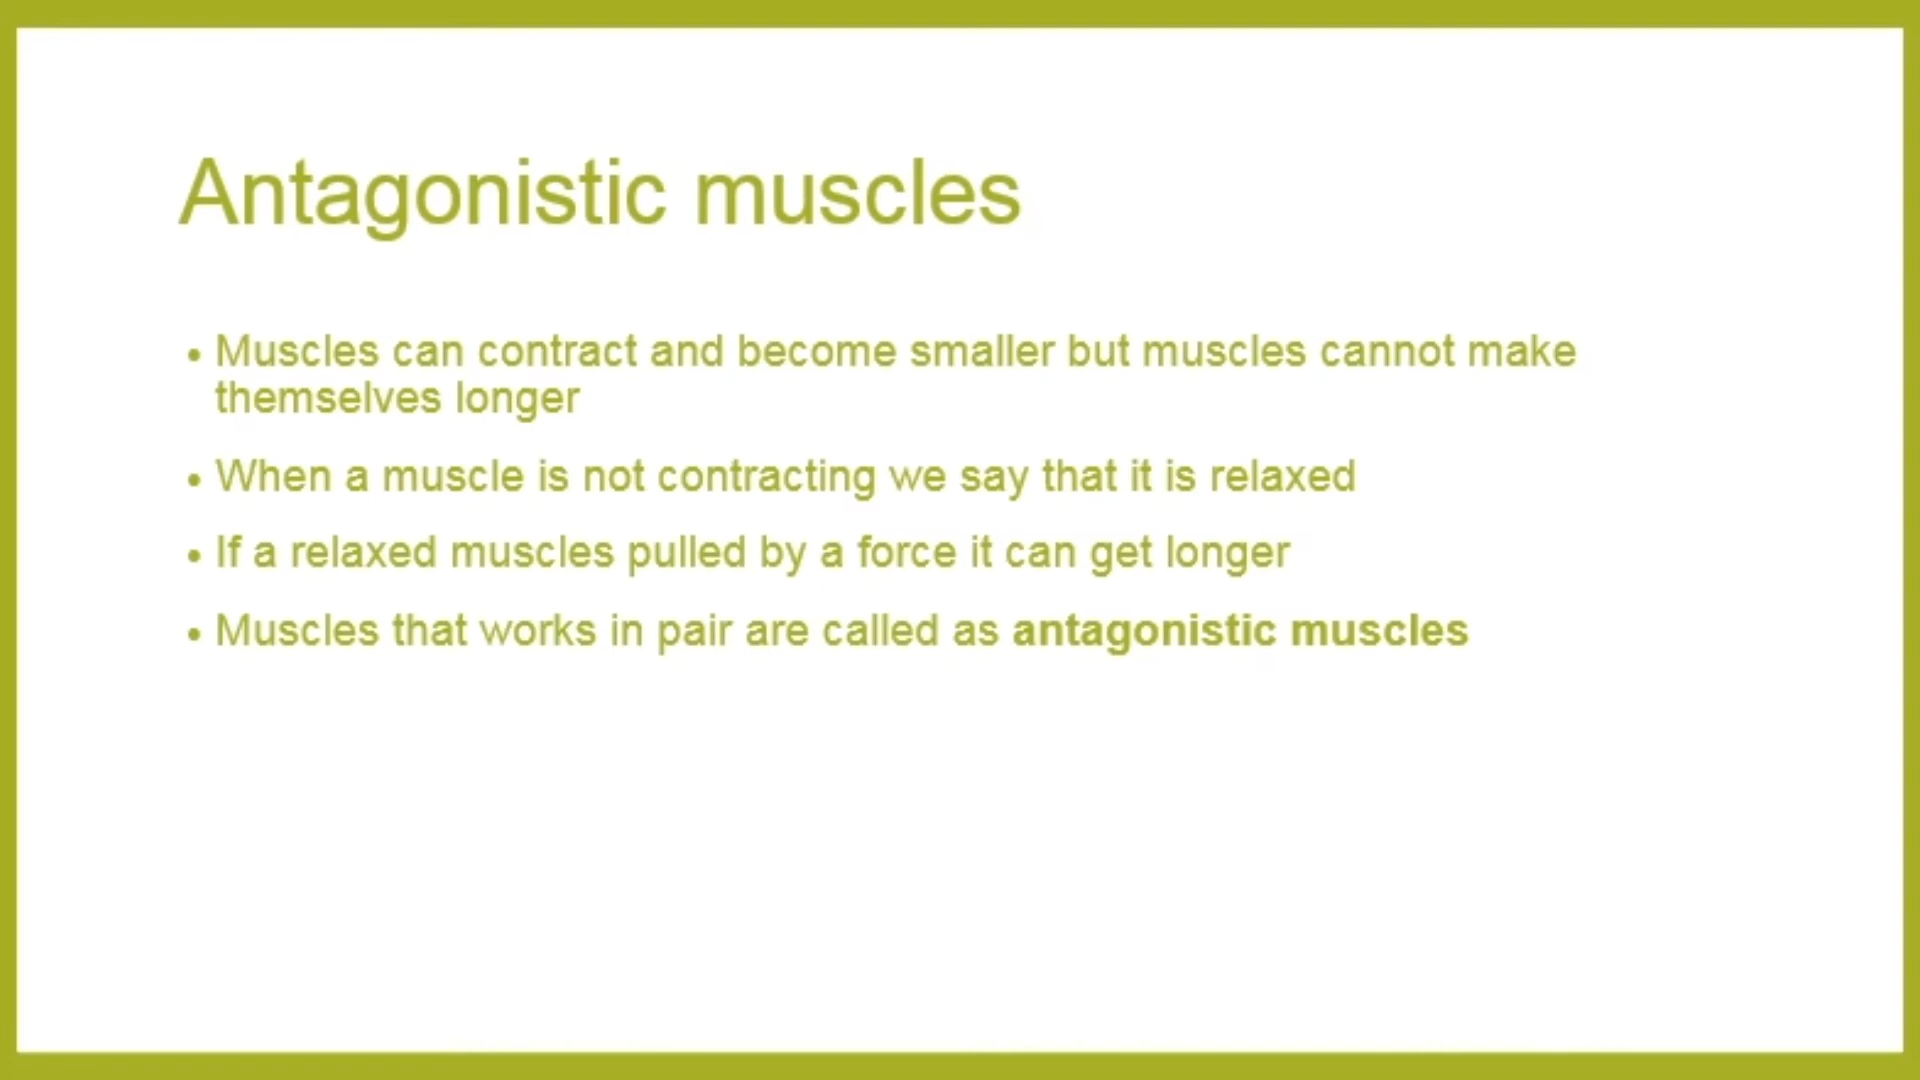 Antagonistic muscles
• Muscles can contract and become smaller but muscles cannot make
themselves longer
• When a muscle is not contracting we say that it is relaxed
• If a relaxed muscles pulled by a force it can get longer
• Muscles that works in pair are called as antagonistic muscles